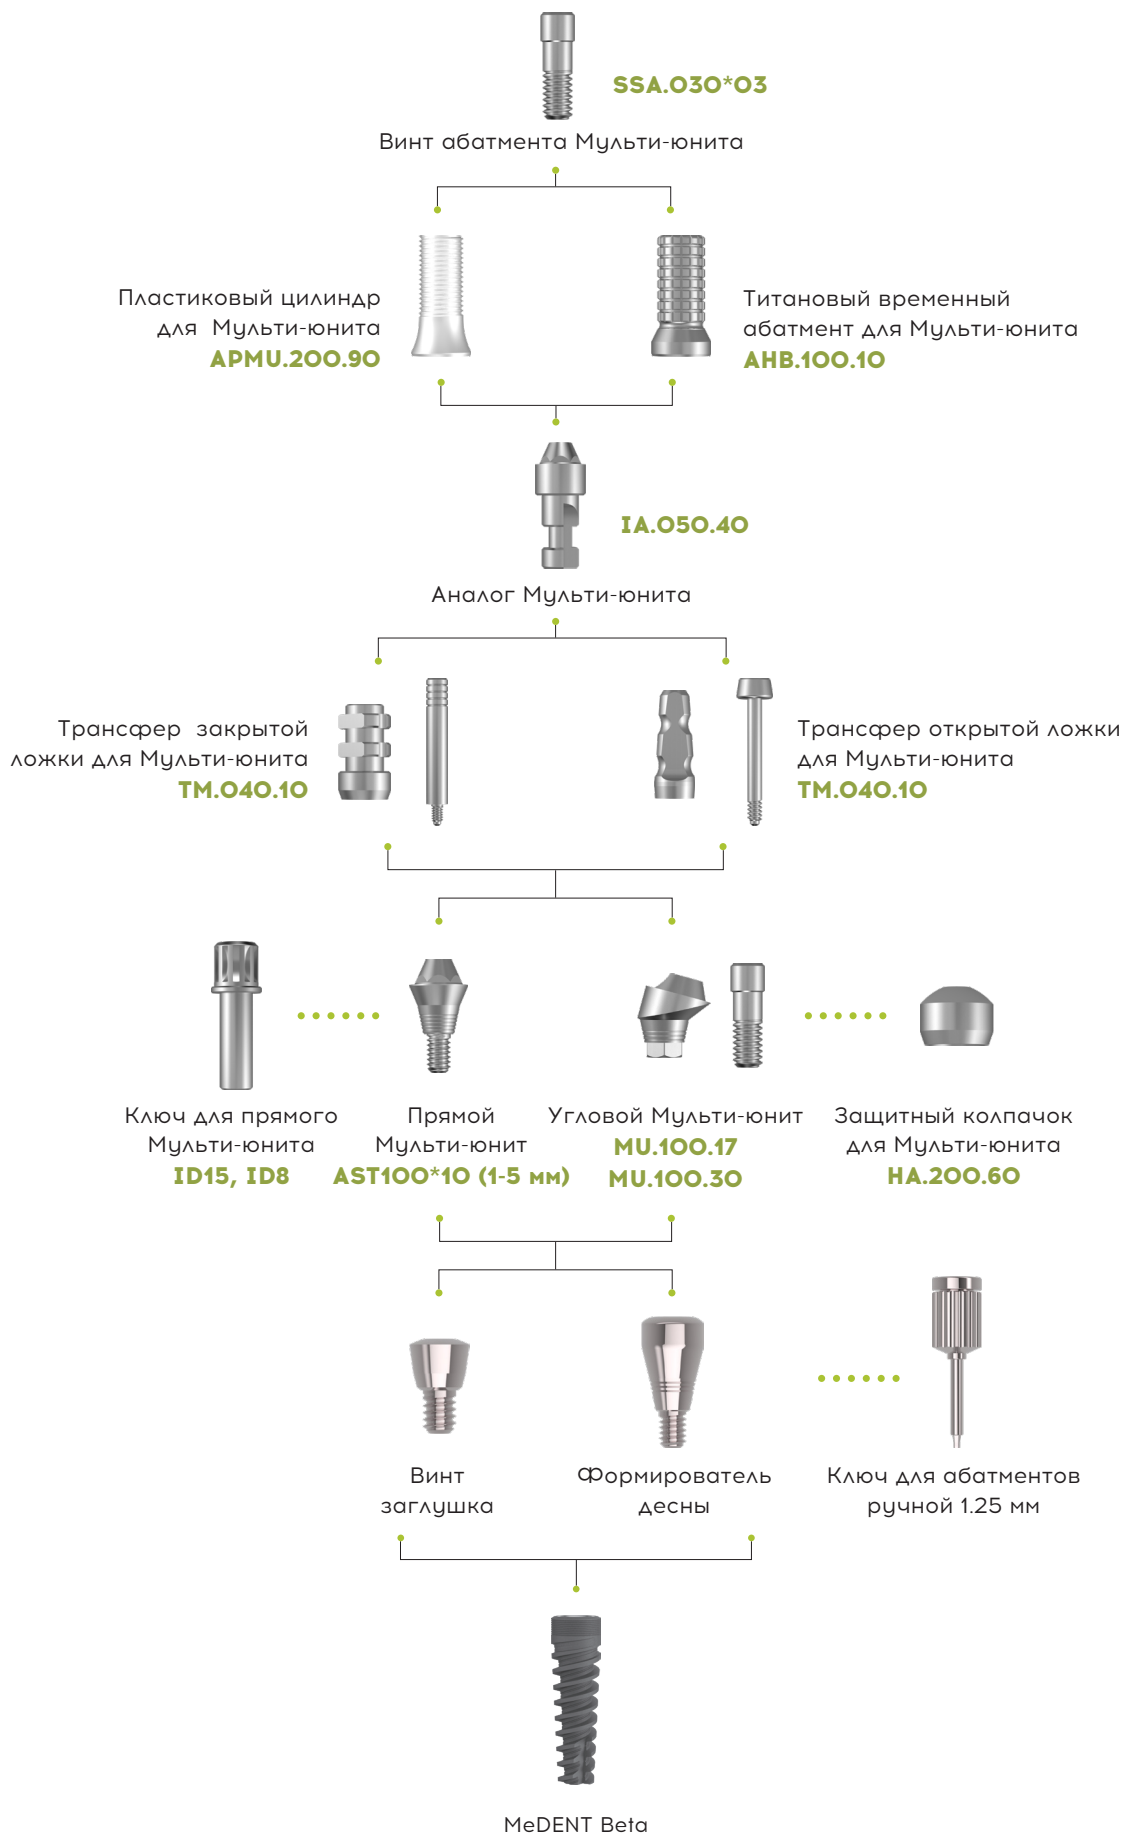 SSA.030*03
Винт абатмента Мульти-юнита
Пластиковый цилиндр
для Мульти-юнита
APMU.200.90
Титановый временный
абатмент для Мульти-юнита
AHB.100.10
IA.050.40
Аналог Мульти-юнита
Трансфер закрытой
ложки для Мульти-юнита
TM.040.10
Трансфер открытой ложки
для Мульти-юнита
TM.040.10
Ключ для прямого
Мульти-юнита
ID15, ID8
Прямой
Мульти-юнит
AST100*10 (1-5 мм)
Угловой Мульти-юнит
MU.100.17
MU.100.30
Защитный колпачок
для Мульти-юнита
HA.200.60
Винт
заглушка
Формирователь
десны
Ключ для абатментов
ручной 1.25 мм
MeDENT Beta